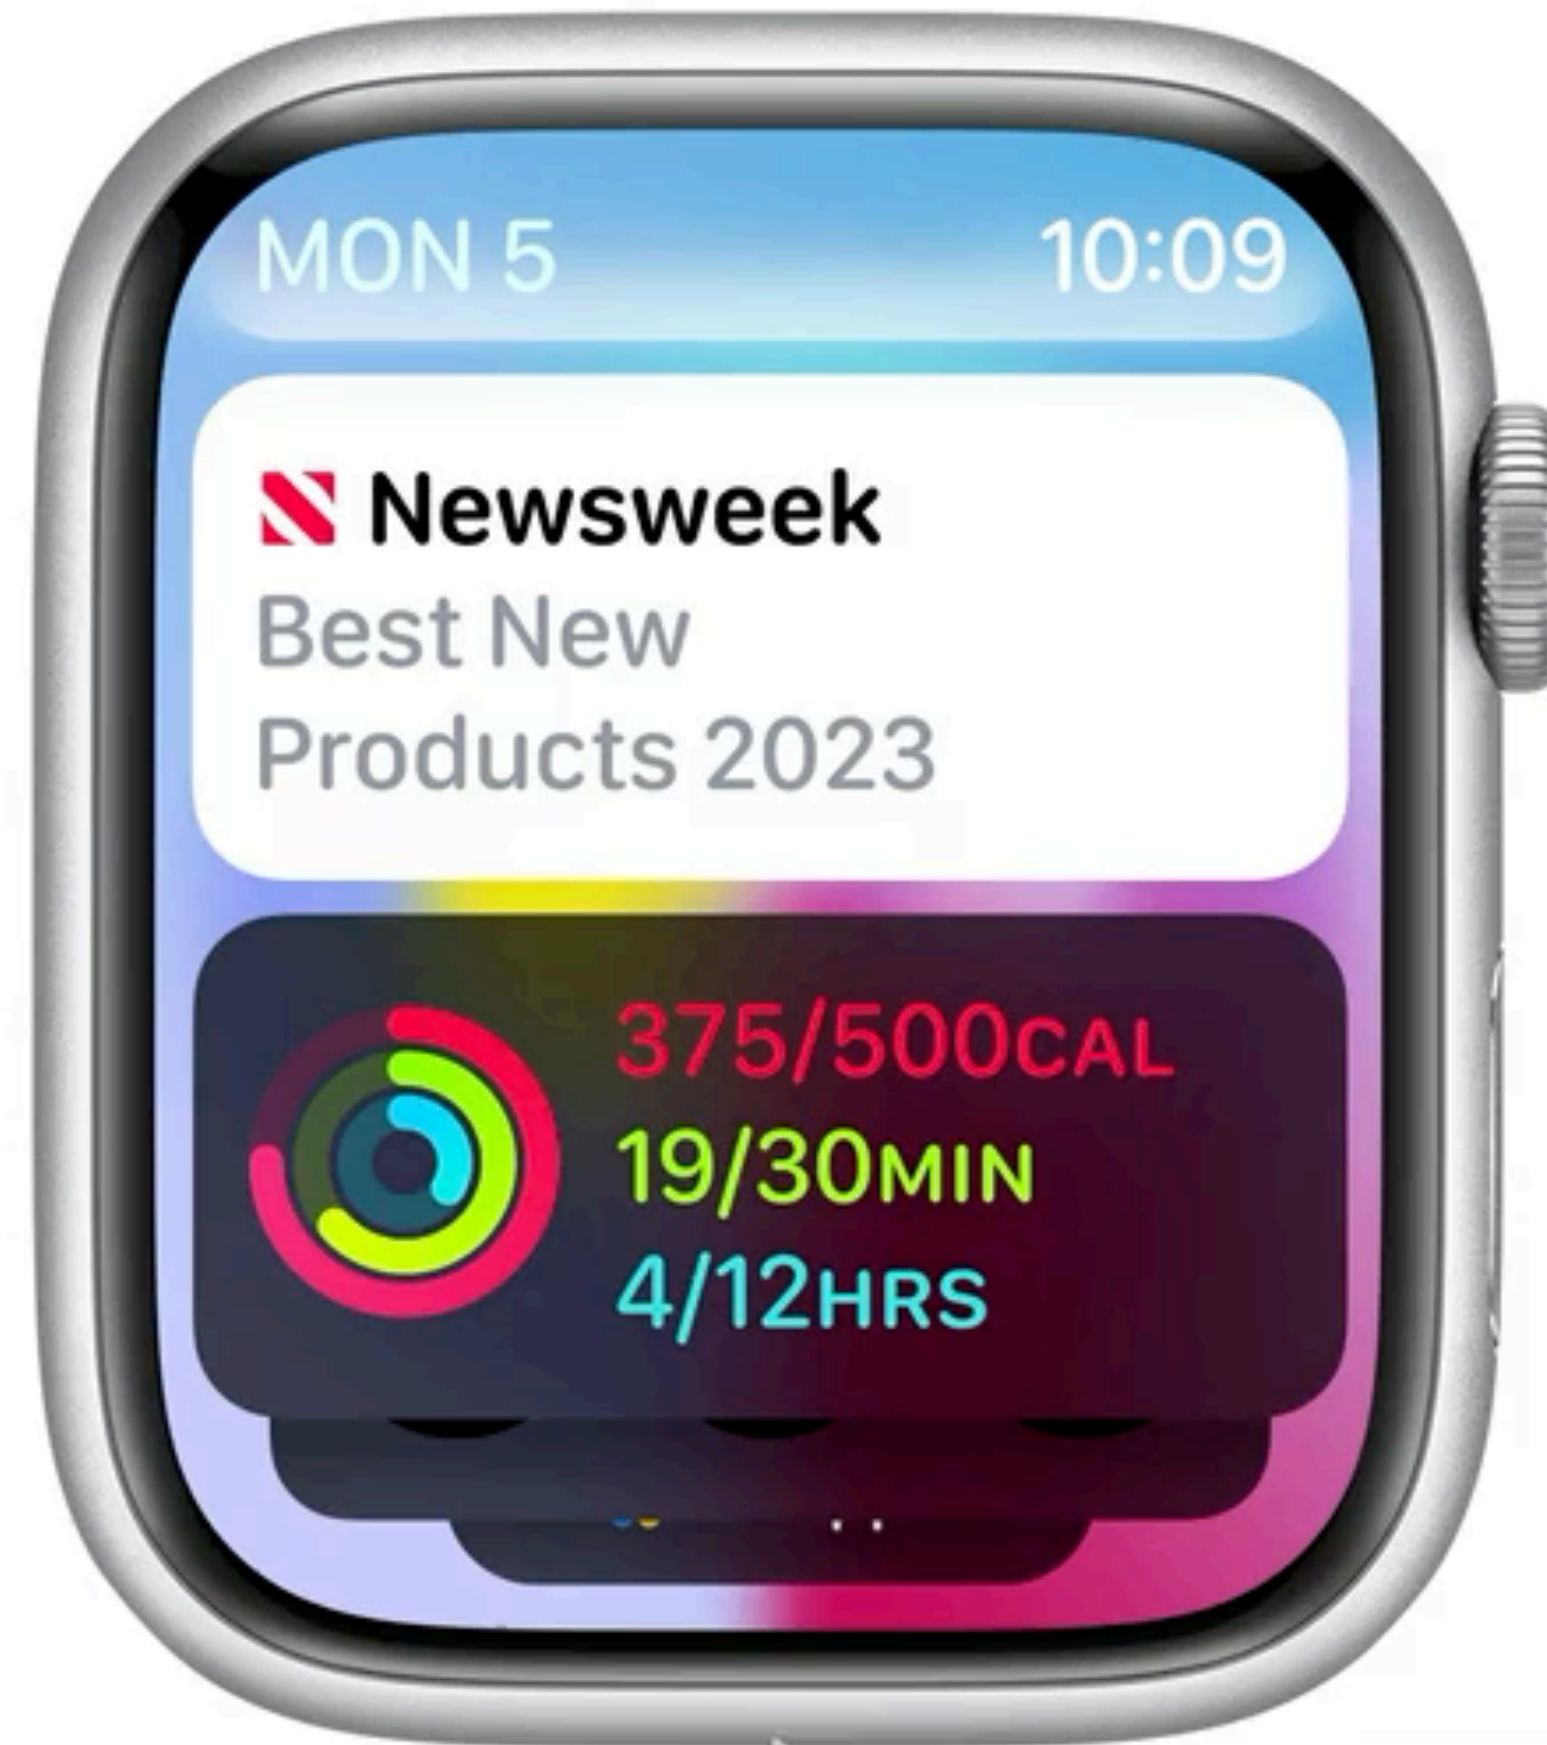 MON 5
10:09
Newsweek
Best New
Products 2023
375/500CAL
19/30MIN
4/12HRS